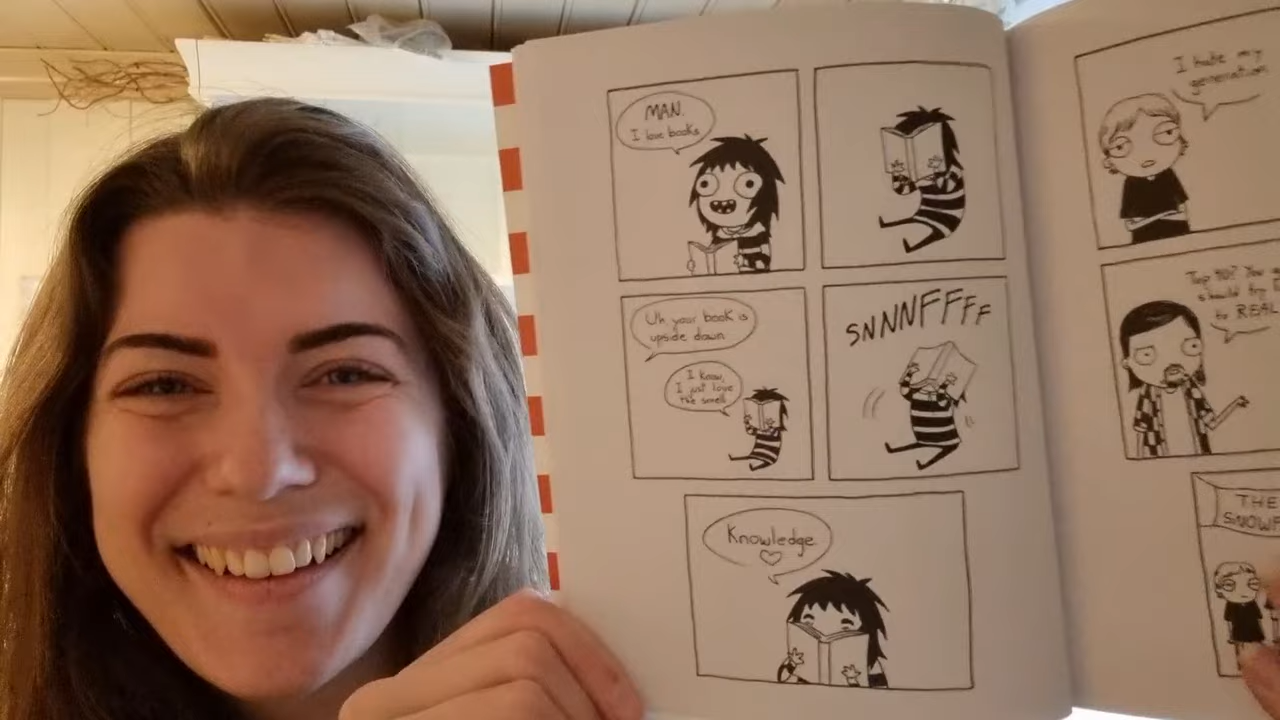 MAN.
I love books
Uh, your book is
upside down
I know,
I just love
the smell
SNNNFFFF
Knowledge
I hate my
generation
Top 40? You
should try
to REAL
THE